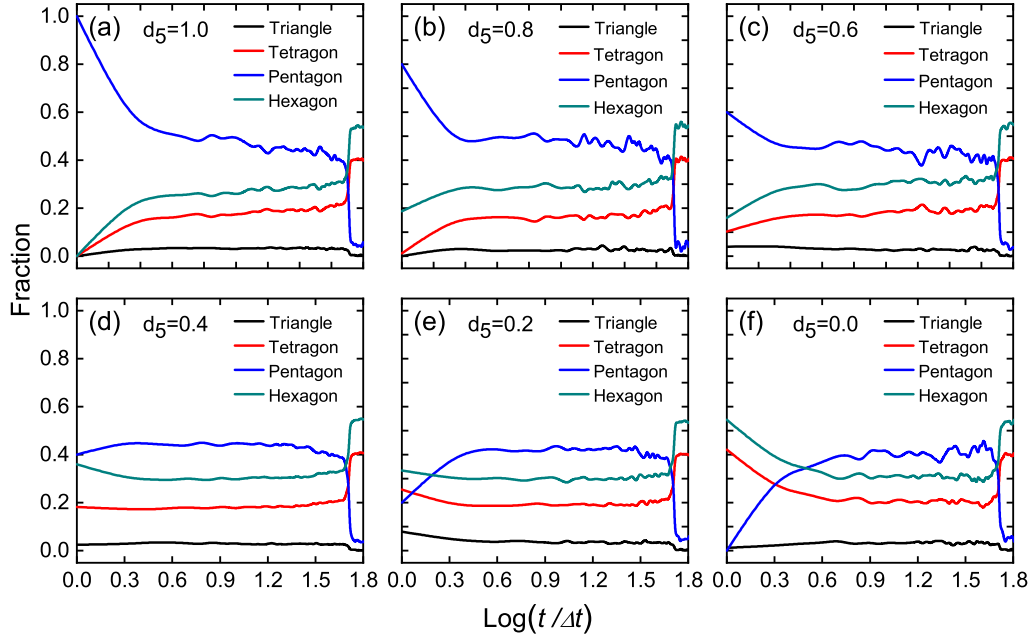 (a) d5=1.0
Triangle
Tetragon
Pentagon
Hexagon
(b) d5=0.8
Triangle
Tetragon
Pentagon
Hexagon
(c) d5=0.6
Triangle
Tetragon
Pentagon
Hexagon
1.0
0.8
0.6
0.4
0.2
0.0
(d) d5=0.4
Triangle
Tetragon
Pentagon
Hexagon
(e) d5=0.2
Triangle
Tetragon
Pentagon
Hexagon
(f) d5=0.0
Triangle
Tetragon
Pentagon
Hexagon
1.0
0.8
0.6
0.4
0.2
0.0
Fraction
0.0 0.3 0.6 0.9 1.2 1.5 1.8
0.0 0.3 0.6 0.9 1.2 1.5 1.8
0.0 0.3 0.6 0.9 1.2 1.5 1.8
Log(t /Δt)